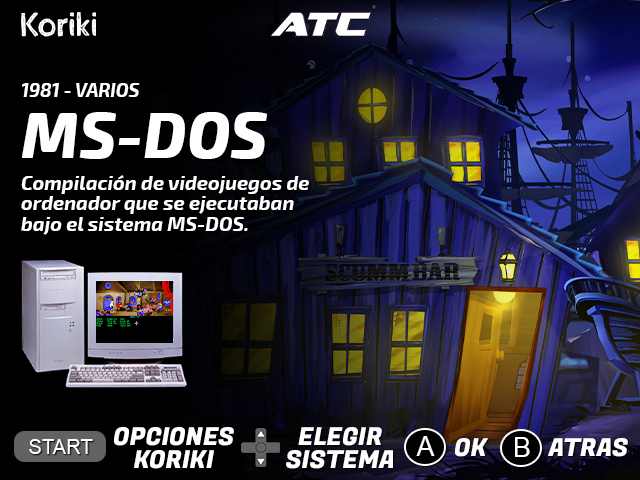 Koriki
ATC
1981 - VARIOS
MS-DOS
Compilación de videojuegos de
ordenador que se ejecutaban
bajo el sistema MS-DOS.
SCUMM BAR
START
OPCIONES
KORIKI
ELEGIR
SISTEMA
A
OK
B
ATRAS